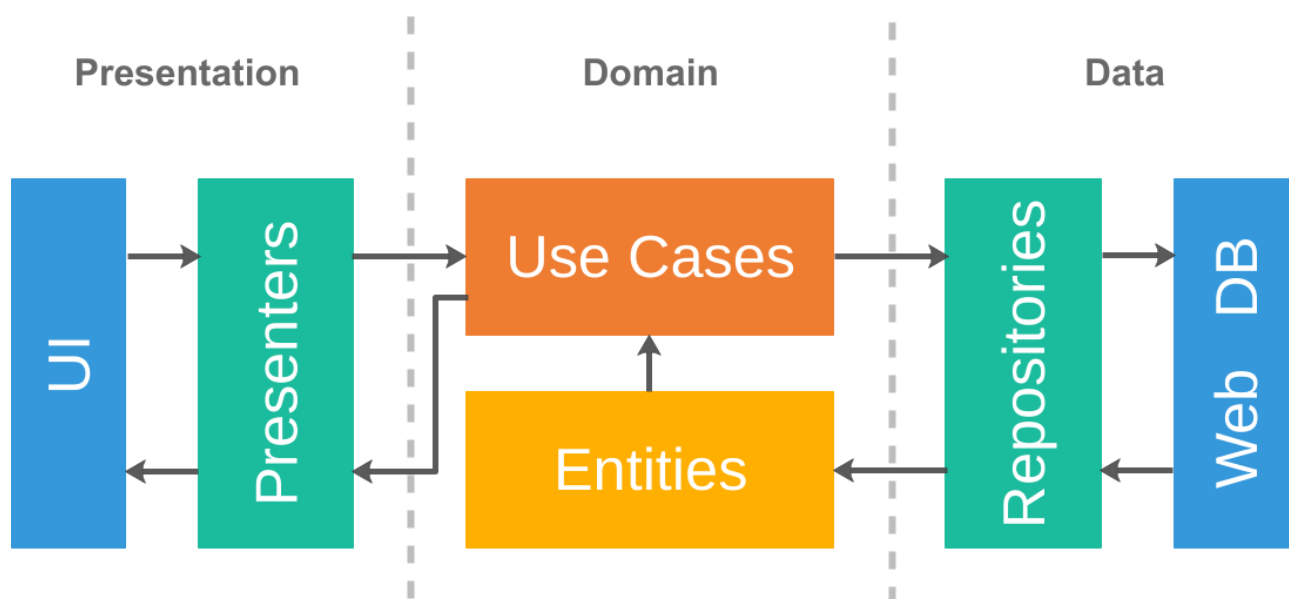 Presentation
Domain
Data
UI
Presenters
Use Cases
Entities
Repositories
Web DB